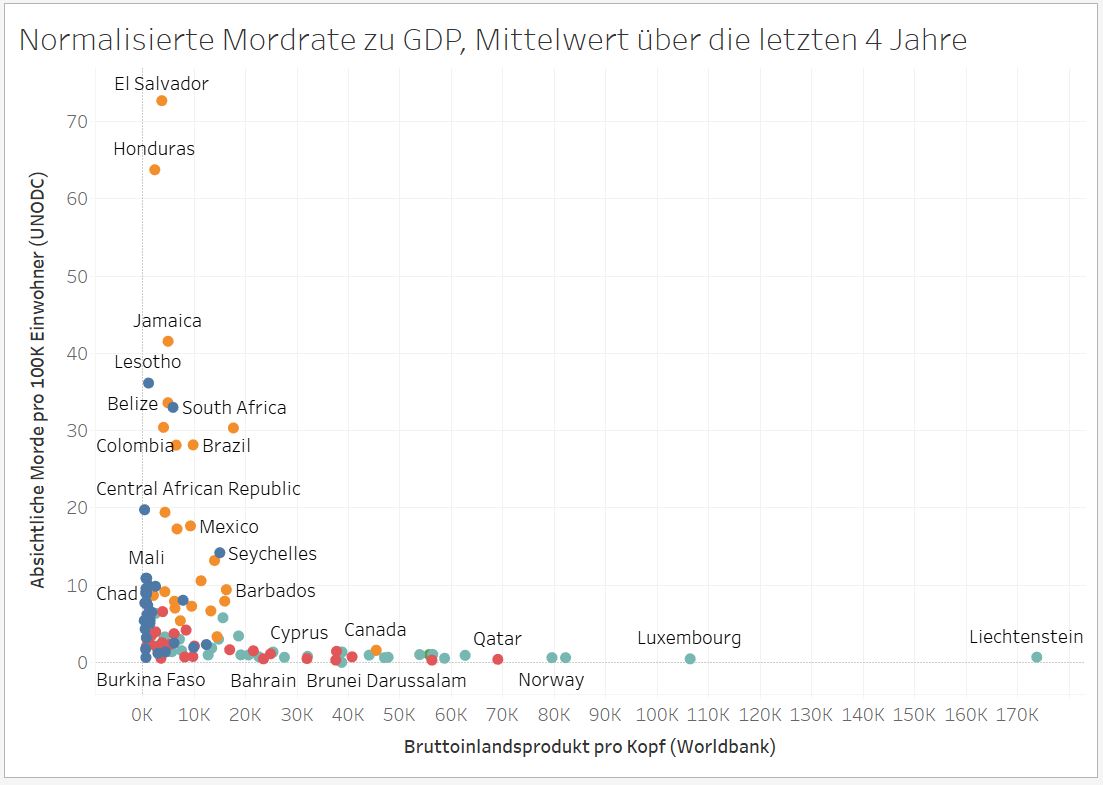 Normalisierte Mordrate zu GDP, Mittelwert über die letzten 4 Jahre
El Salvador
70
Honduras
60
50
Jamaica
40
Lesotho
Belize
South Africa
30
Colombia
Brazil
Central African Republic
20
Mexico
Mali
Seychelles
10
Chad
Barbados
Cyprus
Canada
Qatar
Luxembourg
Liechtenstein
0
Burkina Faso
Bahrain
Brunei Darussalam
Norway
Absichtliche Morde pro 100K Einwohner (UNODC)
0K 10K 20K 30K 40K 50K 60K 70K 80K 90K 100K 110K 120K 130K 140K 150K 160K 170K
Bruttoinlandsprodukt pro Kopf (Worldbank)